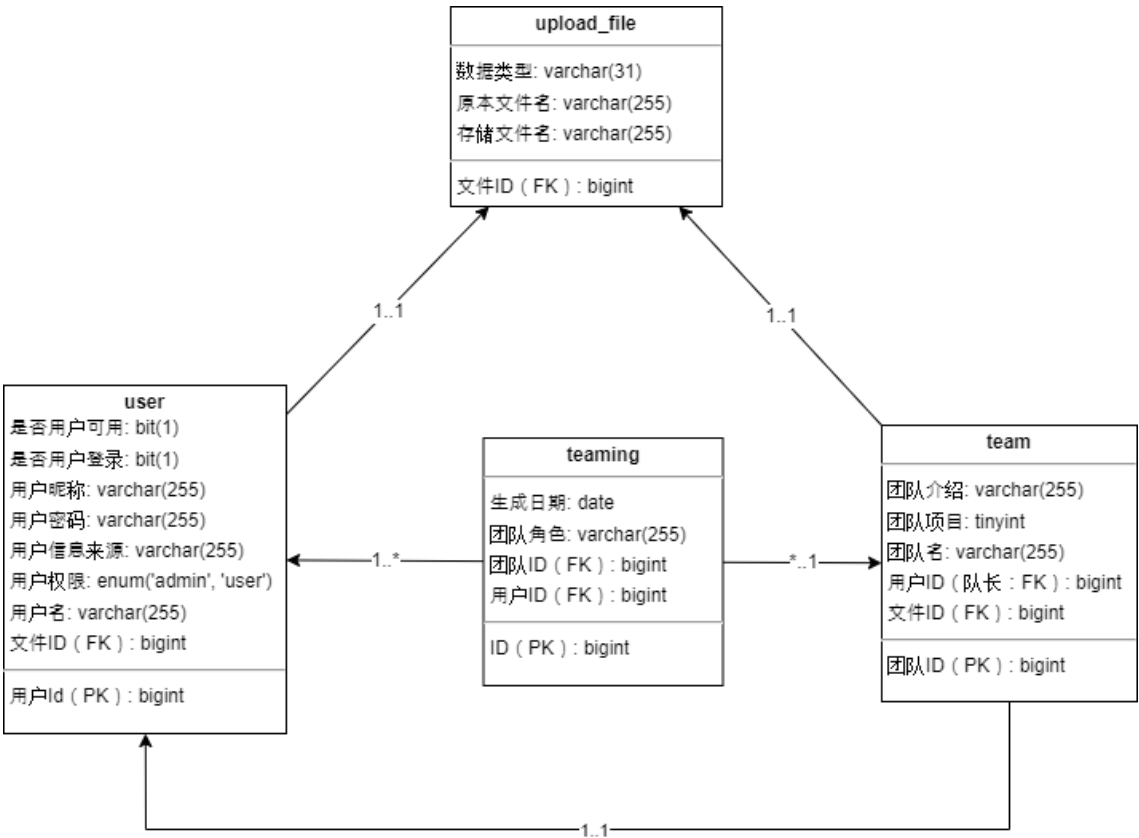 upload_file
数据类型: varchar(31)
原本文件名: varchar(255)
存储文件名: varchar(255)
文件ID（FK）: bigint
1..1
1..1
user
是否用户可用: bit(1)
是否用户登录: bit(1)
用户昵称: varchar(255)
用户密码: varchar(255)
用户信息来源: varchar(255)
用户权限: enum('admin', 'user')
用户名: varchar(255)
文件ID（FK）: bigint
用户Id（PK）: bigint
1..*
teaming
生成日期: date
团队角色: varchar(255)
团队ID（FK）: bigint
用户ID（FK）: bigint
ID（PK）: bigint
*..1
team
团队介绍: varchar(255)
团队项目: tinyint
团队名: varchar(255)
用户ID（队长：FK）: bigint
文件ID（FK）: bigint
团队ID（PK）: bigint
1..1